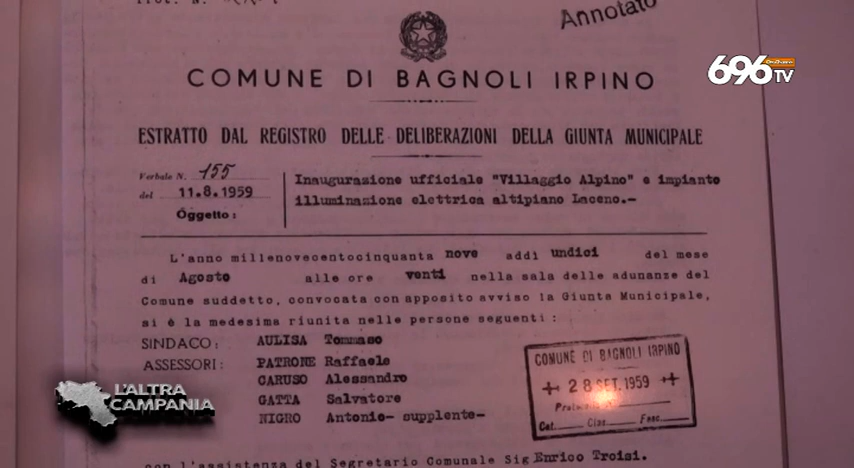 Prot. N.
Annotato
696 TV
COMUNE DI BAGNOLI IRPINO
ESTRATTO DAL REGISTRO DELLE DELIBERAZIONI DELLA GIUNTA MUNICIPALE
Verbale N. 155
del 11.8.1959
Oggetto:
Inaugurazione ufficiale "Villaggio Alpino" e impianto
illuminazione elettrica altipiano Laceno.-
L'anno millenovecentocinquanta nove addì undici del mese
di Agosto alle ore venti nella sala delle adunanze del
Comune suddetto, convocata con apposito avviso la Giunta Municipale,
si è la medesima riunita nelle persone seguenti:
SINDACO: AULISA Tommaso
ASSESSORI: PATRONE Raffaele
CARUSO Alessandro
GATTA Salvatore
NIGRO Antonio- supplente-
COMUNE DI BAGNOLI IRPINO
28 SET. 1959
Cat. Clas. Fasc.
L'ALTRA
CAMPANIA
con l'assistenza del Segretario Comunale Sig Enrico Troisi.